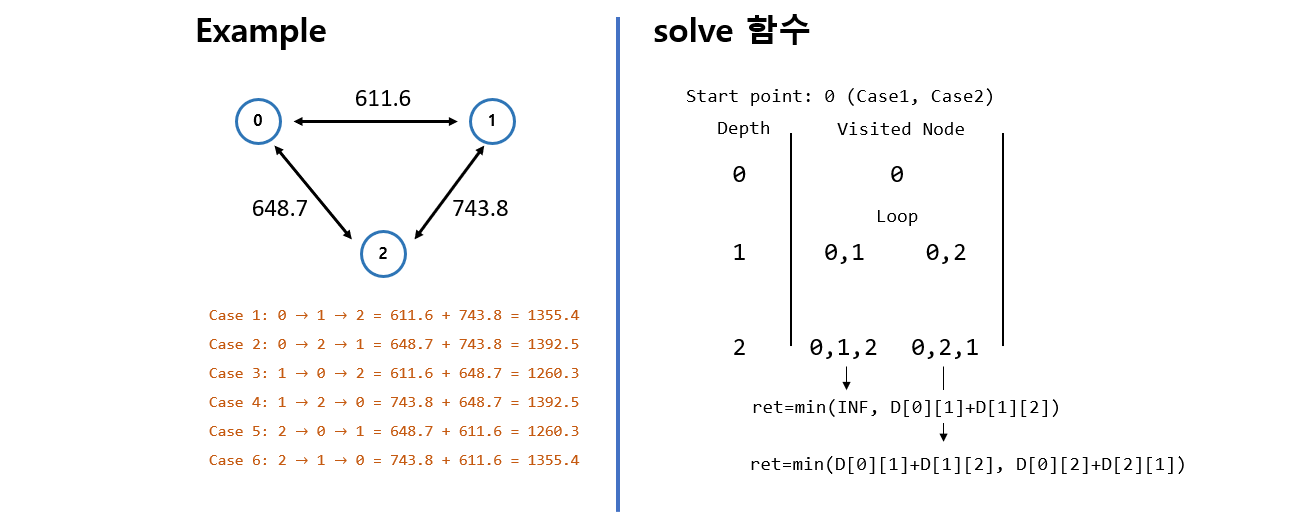 Example
611.6
0
1
648.7
743.8
2
Case 1: 0 → 1 → 2 = 611.6 + 743.8 = 1355.4
Case 2: 0 → 2 → 1 = 648.7 + 743.8 = 1392.5
Case 3: 1 → 0 → 2 = 611.6 + 648.7 = 1260.3
Case 4: 1 → 2 → 0 = 743.8 + 648.7 = 1392.5
Case 5: 2 → 0 → 1 = 648.7 + 611.6 = 1260.3
Case 6: 2 → 1 → 0 = 743.8 + 611.6 = 1355.4
solve 함수
Start point: 0 (Case1, Case2)
Depth Visited Node
0 0
Loop
1 0,1 0,2
2 0,1,2 0,2,1
ret=min(INF, D[0][1]+D[1][2])
ret=min(D[0][1]+D[1][2], D[0][2]+D[2][1])